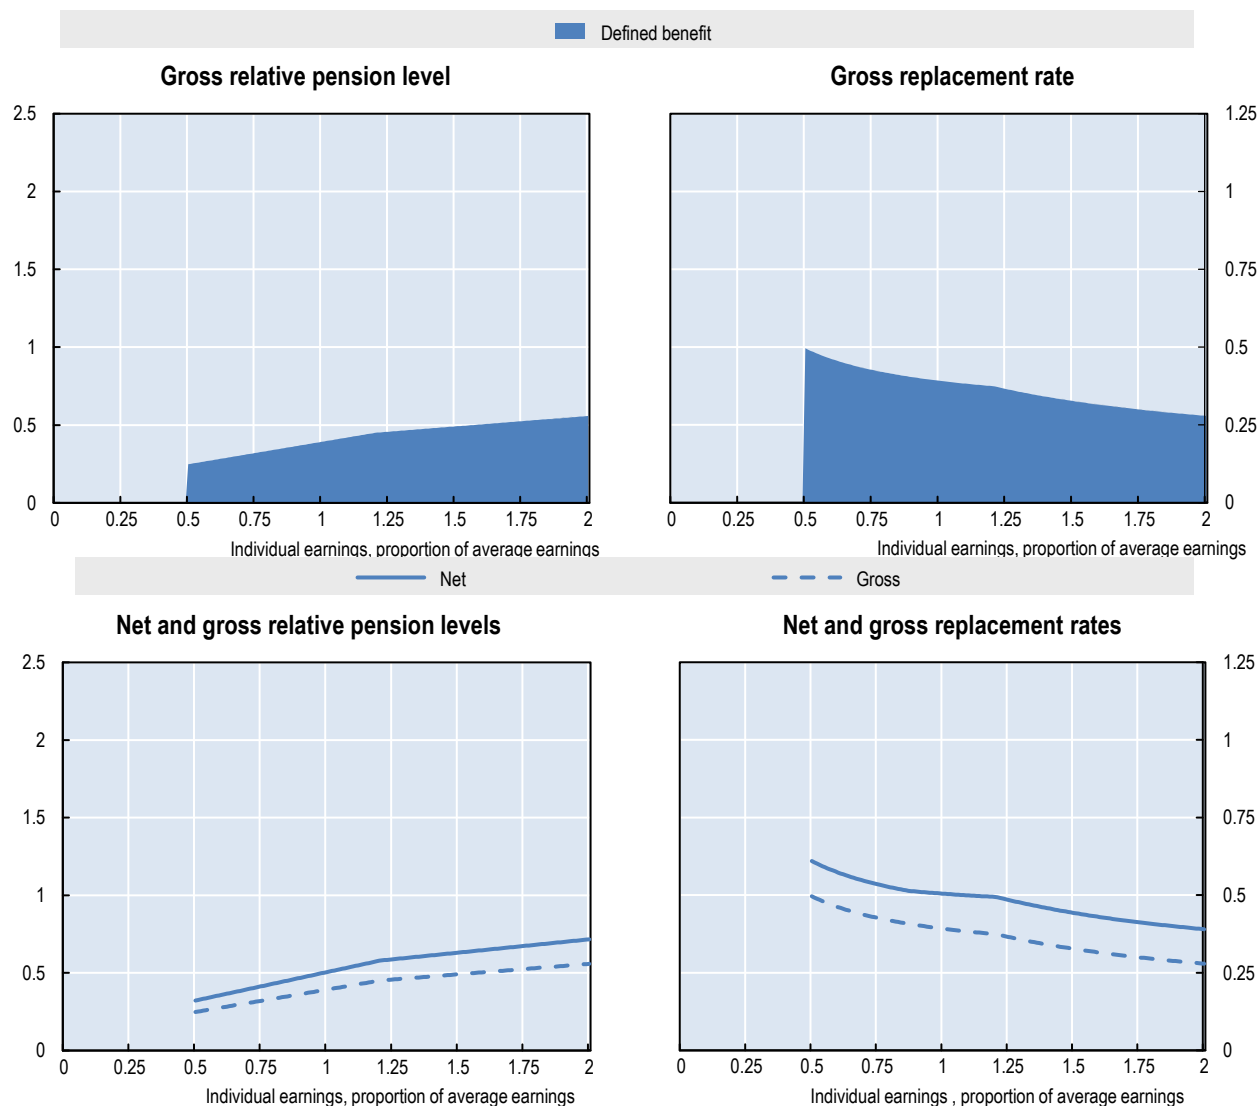 Defined benefit
Gross relative pension level
Gross replacement rate
2.5
2
1.5
1
0.5
0
0 0.25 0.5 0.75 1 1.25 1.5 1.75 2
Individual earnings, proportion of average earnings
1.25
1
0.75
0.5
0.25
0
0 0.25 0.5 0.75 1 1.25 1.5 1.75 2
Individual earnings, proportion of average earnings
Net Gross
Net and gross relative pension levels
Net and gross replacement rates
2.5
2
1.5
1
0.5
0
0 0.25 0.5 0.75 1 1.25 1.5 1.75 2
Individual earnings, proportion of average earnings
1.25
1
0.75
0.5
0.25
0
0 0.25 0.5 0.75 1 1.25 1.5 1.75 2
Individual earnings , proportion of average earnings